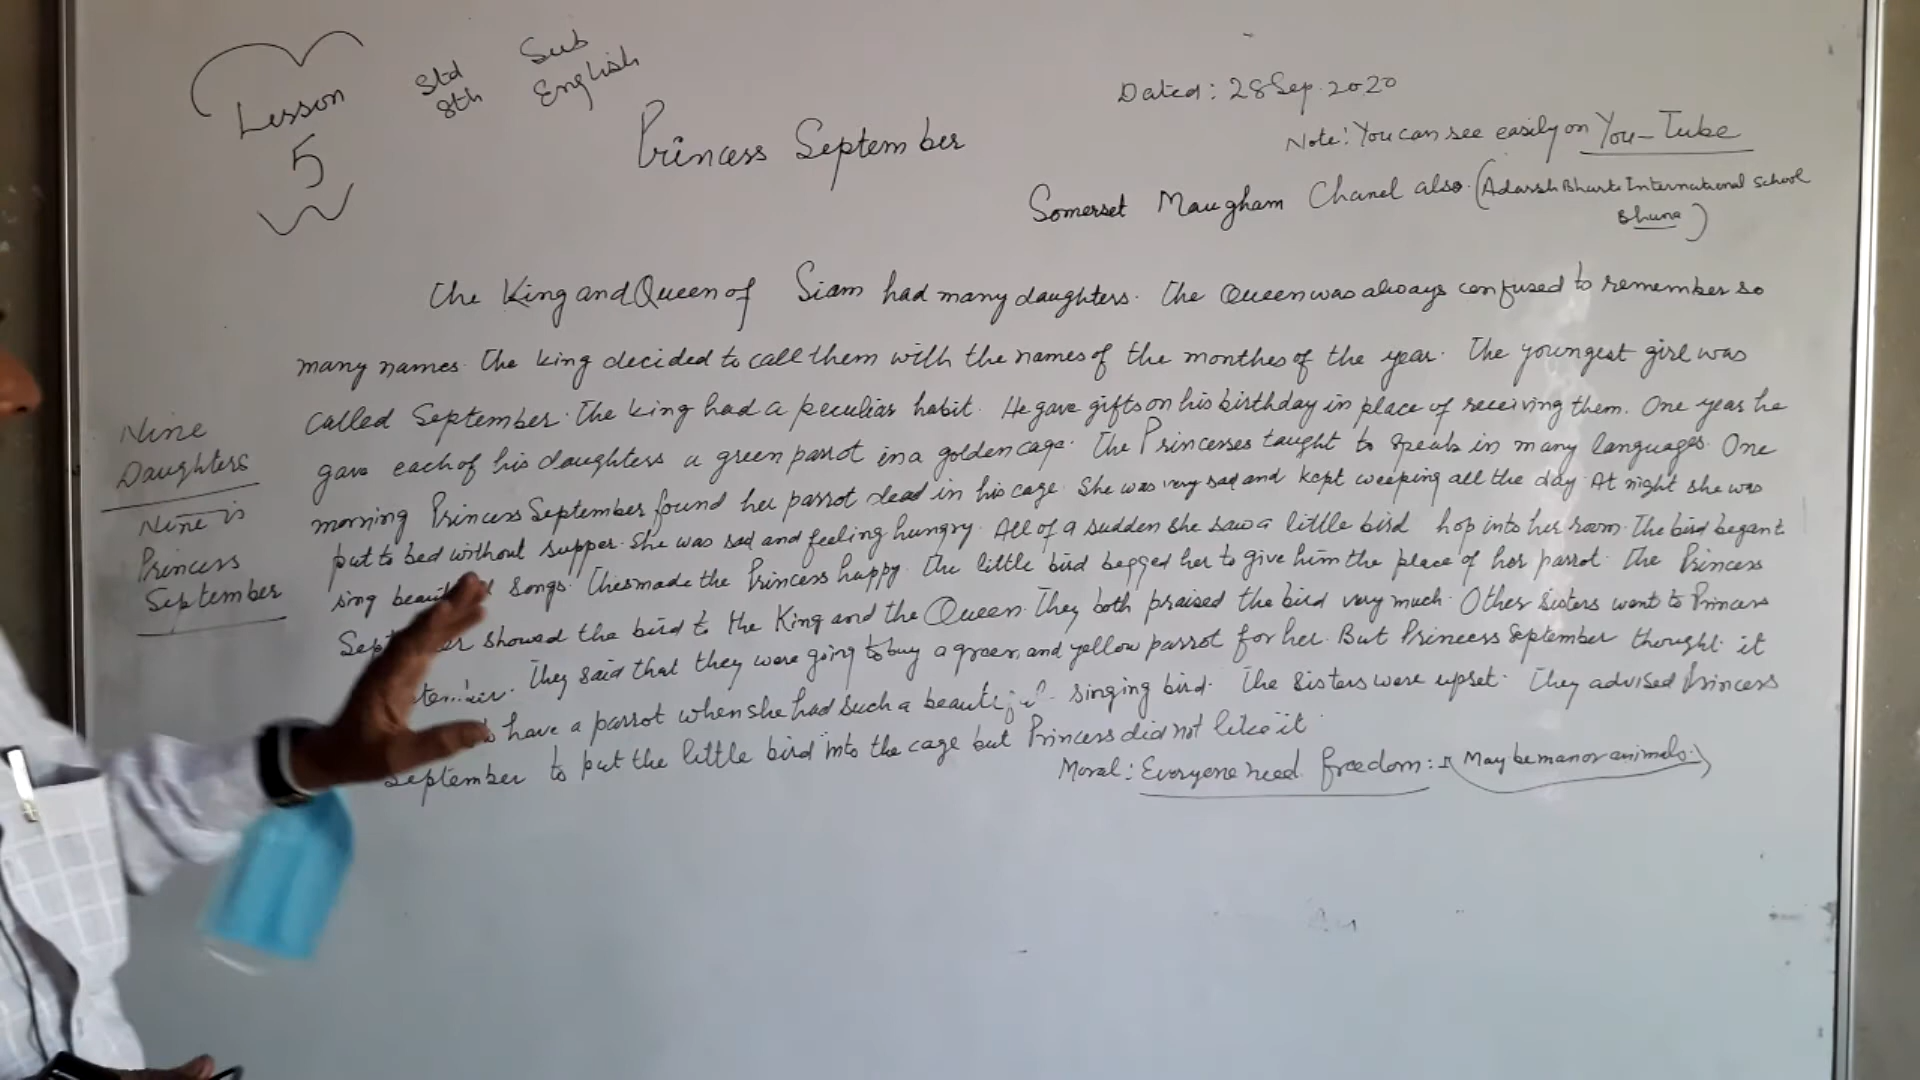 Lesson
5
Std
8th
Sub
English
Princess September
Dated: 28 Sep. 2020
Note: You can see easily on You-Tube
Somerset Maugham Chanel also (Adarsh Bharti International School
Bhuna)
The King and Queen of Siam had many daughters. The Queen was always confused to remember so
many names. The king decided to call them with the names of the monthes of the year. The youngest girl was
called September. The king had a peculiar habit. He gave gifts on his birthday in place of receiving them. One year he
gave each of his daughters a green parrot in a golden cage. The Princesses taught to speak in many languages. One
morning Princess September found her parrot dead in his cage. She was very sad and kept weeping all the day. At night she was
put to bed without supper. She was sad and feeling hungry. All of a sudden she saw a little bird hop into her room. The bird began t
sing songs. made the Princess happy. The little bird begged her to give him the place of her parrot. The Princess
showed the bird to the King and the Queen. They both praised the bird very much. Other sisters went to Princess
They said that they were going to buy a green and yellow parrot for her. But Princess September thought it
have a parrot when she had such a beautiful singing bird. The sisters were upset. They advised Princess
September to put the little bird into the cage but Princess did not like it.
Moral: Everyone need freedom:- (May be man or animals.)
Nine
Daughters
Nine is
Princess
September